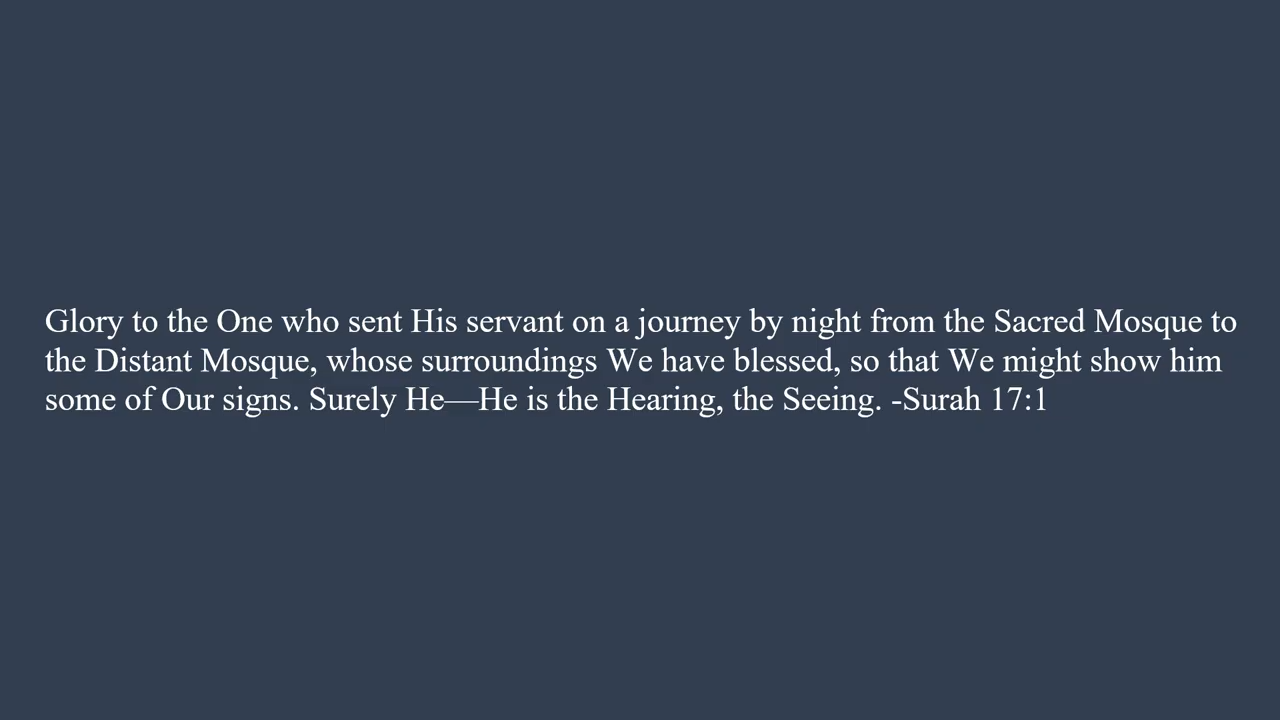 Glory to the One who sent His servant on a journey by night from the Sacred Mosque to
the Distant Mosque, whose surroundings We have blessed, so that We might show him
some of Our signs. Surely He—He is the Hearing, the Seeing. -Surah 17:1